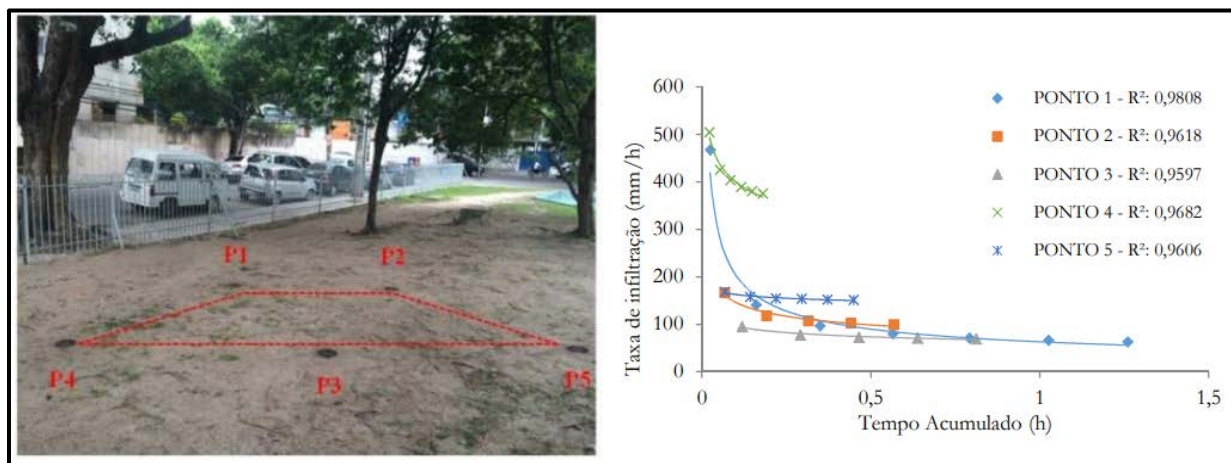 P1
P2
P4
P3
P5
Taxa de infiltração (mm/h)
600
500
400
300
200
100
0
0
0,5
1
1,5
Tempo Acumulado (h)
PONTO 1 - R²: 0,9808
PONTO 2 - R²: 0,9618
PONTO 3 - R²: 0,9597
PONTO 4 - R²: 0,9682
PONTO 5 - R²: 0,9606